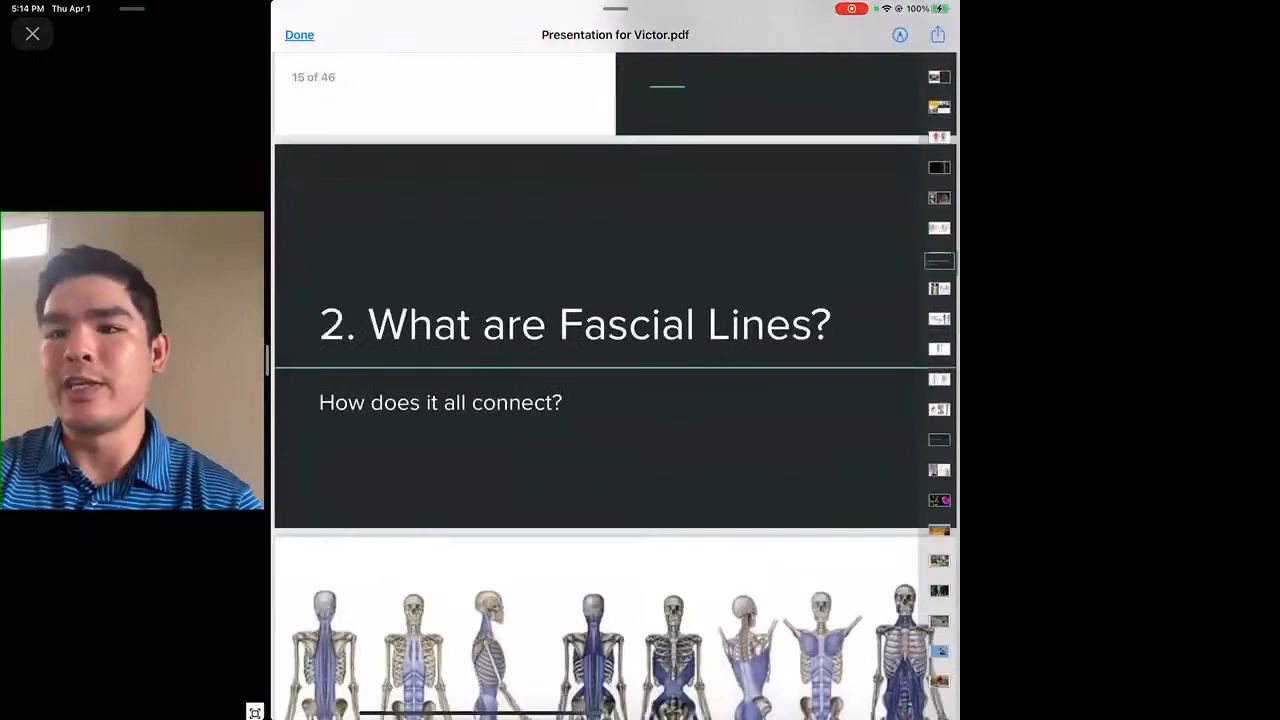 5:14 PM Thu Apr 1
100%
Done
Presentation for Victor.pdf
15 of 46
2. What are Fascial Lines?
How does it all connect?